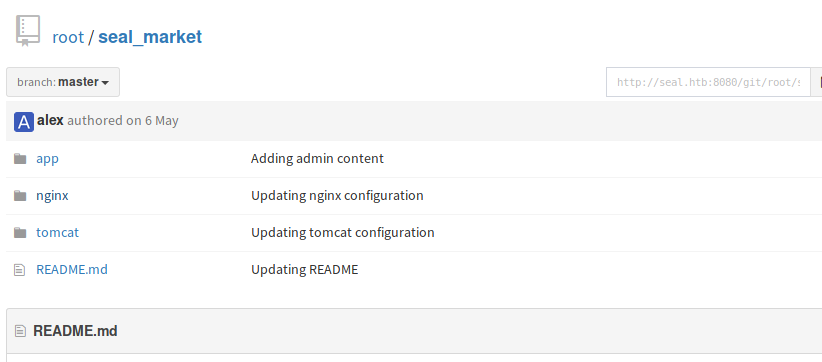 root / seal_market
branch: master
http://seal.htb:8080/git/root/s
A alex authored on 6 May
app Adding admin content
nginx Updating nginx configuration
tomcat Updating tomcat configuration
README.md Updating README
README.md